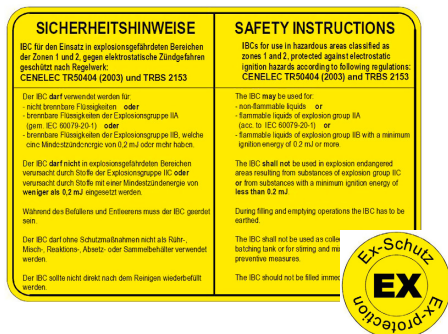 SICHERHEITSHINWEISE
IBC für den Einsatz in explosionsgefährdeten Bereichen
der Zonen 1 und 2, gegen elektrostatische Zündgefahren
geschützt nach Regelwerk:
CENELEC TR50404 (2003) und TRBS 2153
Der IBC darf verwendet werden für:
- nicht brennbare Flüssigkeiten oder
- brennbare Flüssigkeiten der Explosionsgruppe IIA
(gem. IEC 60079-20-1) oder
- brennbare Flüssigkeiten der Explosionsgruppe IIB, welche
eine Mindestzündenergie von 0,2 mJ oder mehr haben.
Der IBC darf nicht in explosionsgefährdeten Bereichen
verursacht durch Stoffe der Explosionsgruppe IIC oder
verursacht durch Stoffe mit einer Mindestzündenergie von
weniger als 0,2 mJ eingesetzt werden.
Während des Befüllens und Entleerens muss der IBC geerdet
sein.
Der IBC darf ohne Schutzmaßnahmen nicht als Rühr-,
Misch-, Reaktions-, Absetz- oder Sammelbehälter verwendet
werden.
Der IBC sollte nicht direkt nach dem Reinigen wiederbefüllt
werden.
SAFETY INSTRUCTIONS
IBCs for use in hazardous areas classified as
zones 1 and 2, protected against electrostatic
ignition hazards according to following regulations:
CENELEC TR50404 (2003) and TRBS 2153
The IBC may be used for:
- non-flammable liquids or
- flammable liquids of explosion group IIA
(acc. to IEC 60079-20-1) or
- flammable liquids of explosion group IIB with a minimum
ignition energy of 0.2 mJ or more.
The IBC shall not be used in explosion endangered
areas resulting from substances of explosion group IIC
or from substances with a minimum ignition energy of
less than 0.2 mJ.
During filling and emptying operations the IBC has to be
earthed.
The IBC shall not be used as
batching tank or for stirring and
preventive measures.
The IBC should not be filled
Ex-Schutz
EX
Ex-protection